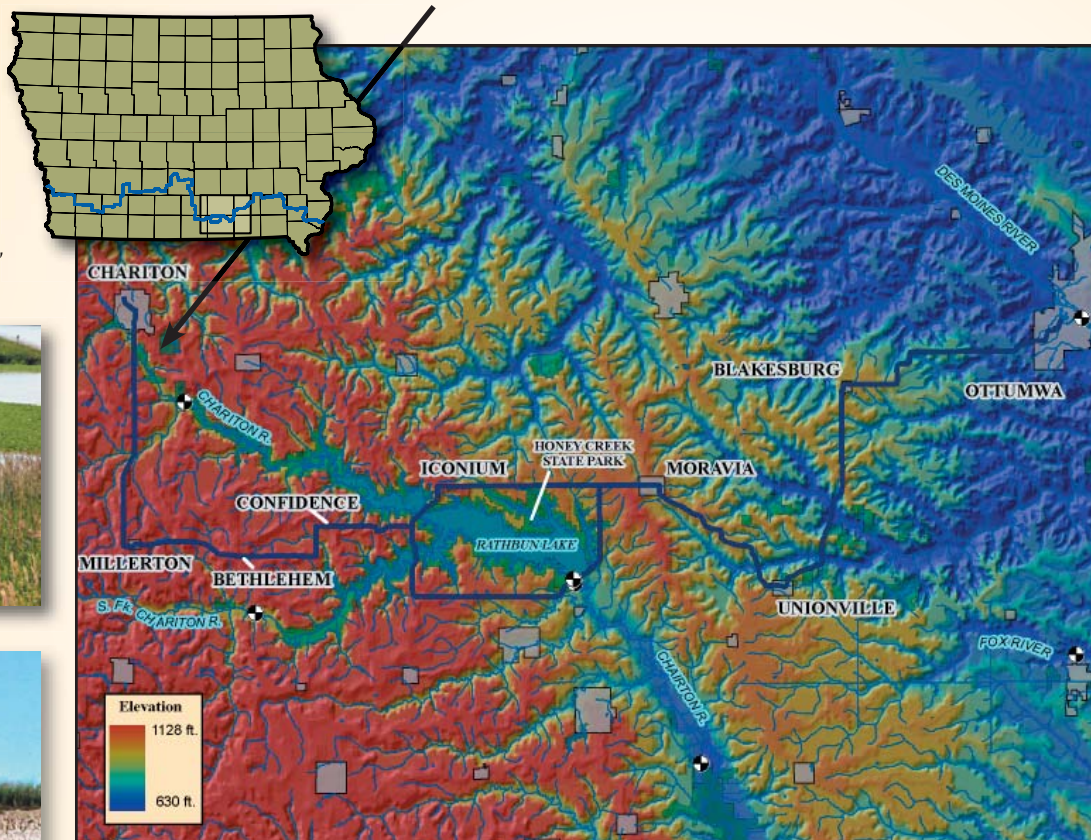 CHARITON
DES MOINES RIVER
BLAKESBURG
OTTUMWA
CHARITON R.
HONEY CREEK
STATE PARK
ICONIUM
MORAVIA
CONFIDENCE
RATHBUN LAKE
MILLERTON
BETHLEHEM
UNIONVILLE
S. Fk. CHARITON R.
FOX RIVER
CHAIRTON R.
Elevation
1128 ft.
630 ft.